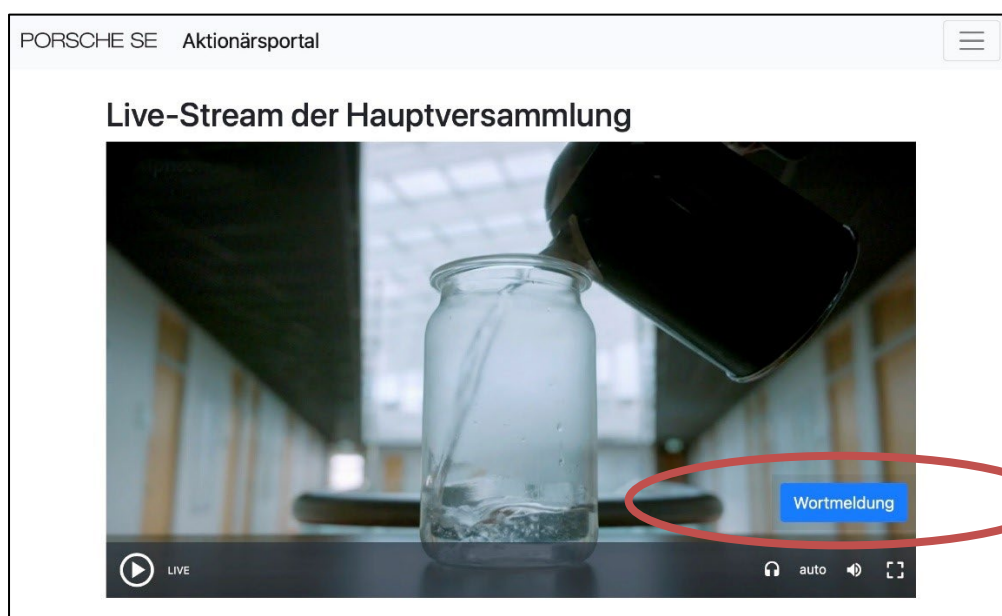 PORSCHE SE Aktionärsportal
Live-Stream der Hauptversammlung
Wortmeldung
LIVE
auto